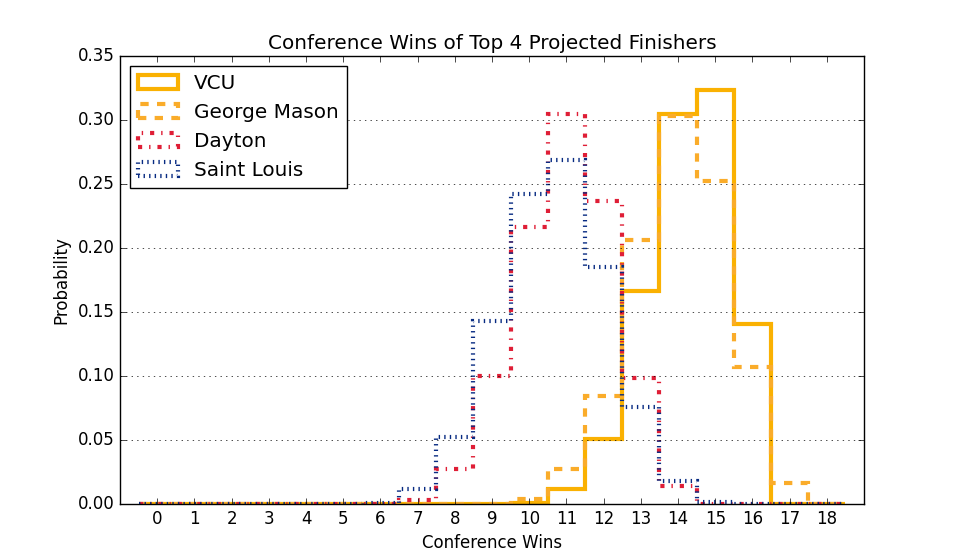 Conference Wins of Top 4 Projected Finishers
0.35
0.30
0.25
0.20
0.15
0.10
0.05
0.00
Probability
VCU
George Mason
Dayton
Saint Louis
0 1 2 3 4 5 6 7 8 9 10 11 12 13 14 15 16 17 18
Conference Wins